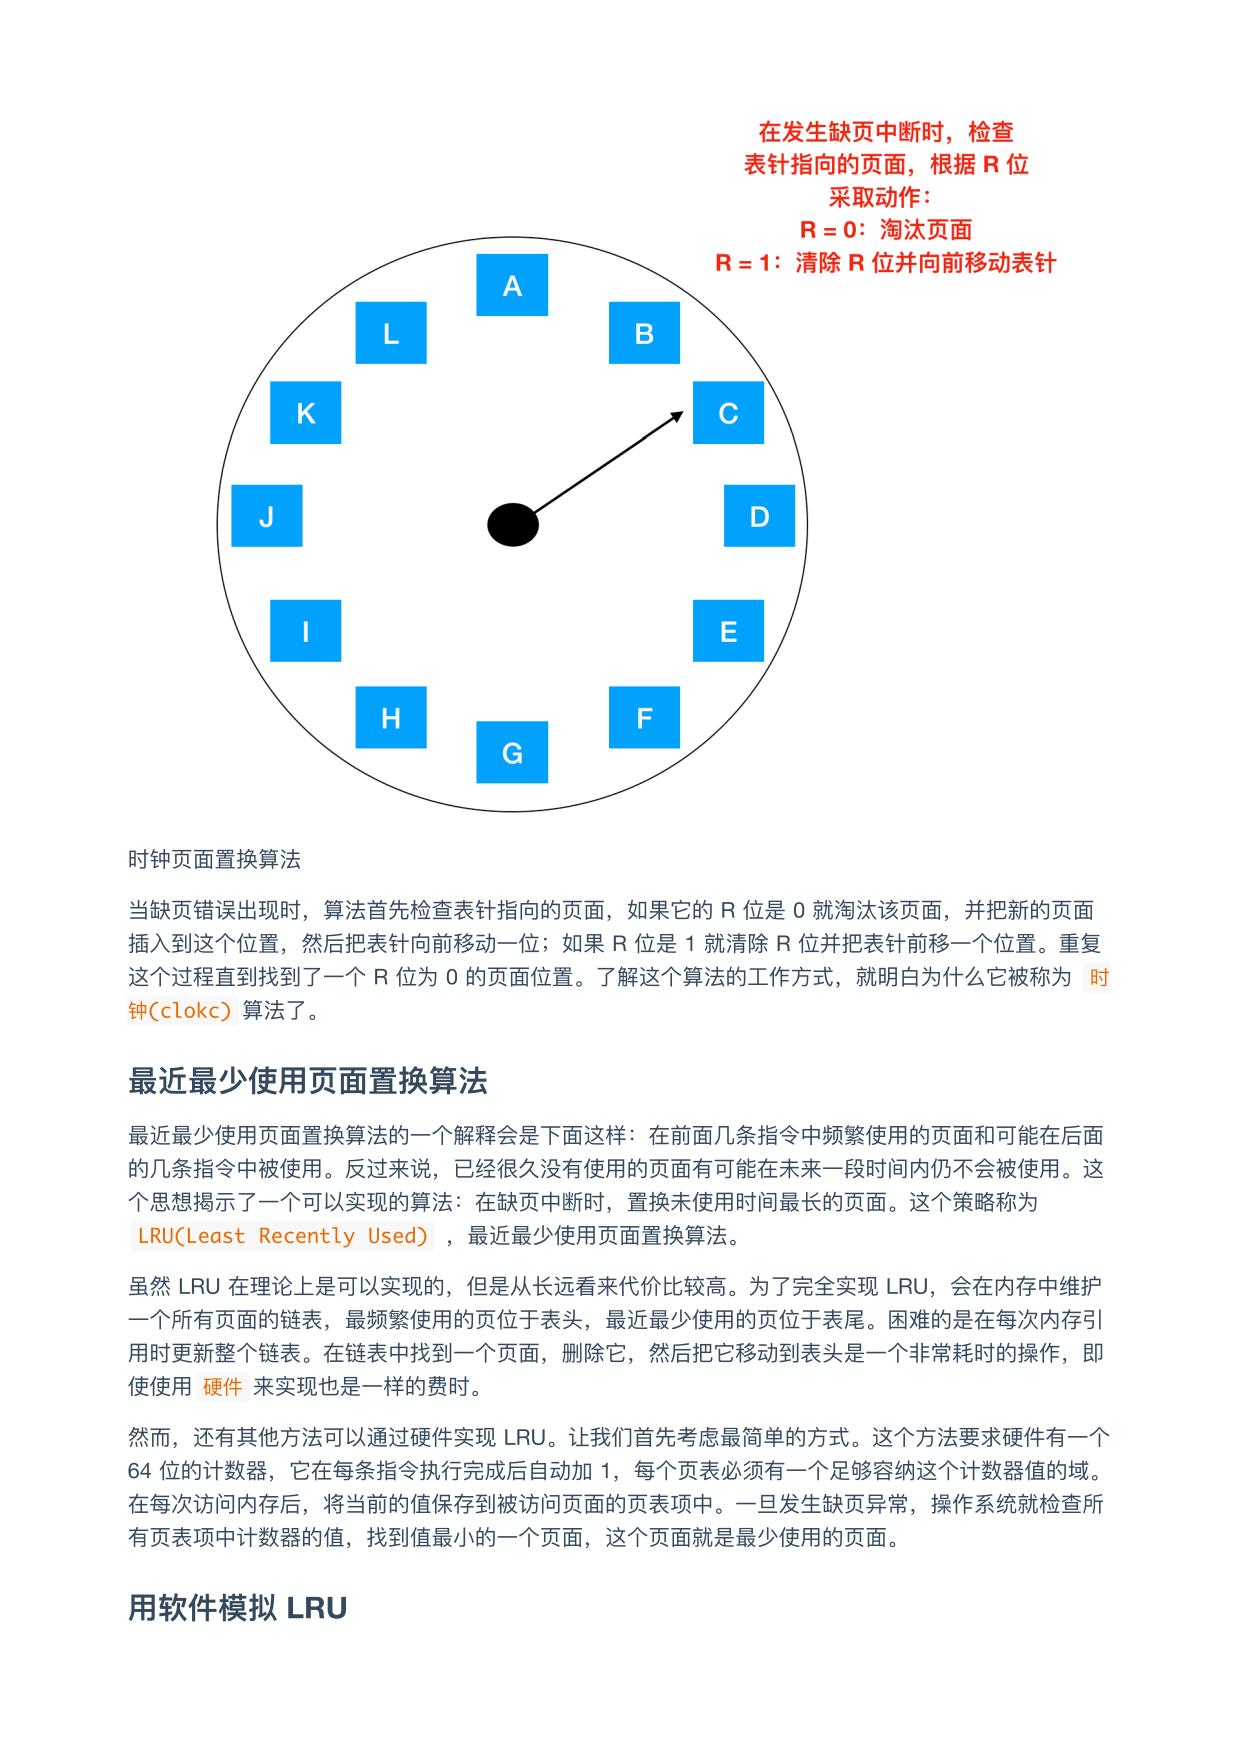 在发生缺页中断时，检查
表针指向的页面，根据 R 位
采取动作：
R = 0：淘汰页面
R = 1：清除 R 位并向前移动表针
A
L
B
K
C
J
D
I
E
H
F
G
时钟页面置换算法
当缺页错误出现时，算法首先检查表针指向的页面，如果它的 R 位是 0 就淘汰该页面，并把新的页面
插入到这个位置，然后把表针向前移动一位；如果 R 位是 1 就清除 R 位并把表针前移一个位置。重复
这个过程直到找到了一个 R 位为 0 的页面位置。了解这个算法的工作方式，就明白为什么它被称为 时
钟(clokc) 算法了。
最近最少使用页面置换算法
最近最少使用页面置换算法的一个解释会是下面这样：在前面几条指令中频繁使用的页面和可能在后面
的几条指令中被使用。反过来说，已经很久没有使用的页面有可能在未来一段时间内仍不会被使用。这
个思想揭示了一个可以实现的算法：在缺页中断时，置换未使用时间最长的页面。这个策略称为
LRU(Least Recently Used) ，最近最少使用页面置换算法。
虽然 LRU 在理论上是可以实现的，但是从长远看来代价比较高。为了完全实现 LRU，会在内存中维护
一个所有页面的链表，最频繁使用的页位于表头，最近最少使用的页位于表尾。困难的是在每次内存引
用时更新整个链表。在链表中找到一个页面，删除它，然后把它移动到表头是一个非常耗时的操作，即
使使用 硬件 来实现也是一样的费时。
然而，还有其他方法可以通过硬件实现 LRU。让我们首先考虑最简单的方式。这个方法要求硬件有一个
64 位的计数器，它在每条指令执行完成后自动加 1，每个页表必须有一个足够容纳这个计数器值的域。
在每次访问内存后，将当前的值保存到被访问页面的页表项中。一旦发生缺页异常，操作系统就检查所
有页表项中计数器的值，找到值最小的一个页面，这个页面就是最少使用的页面。
用软件模拟 LRU